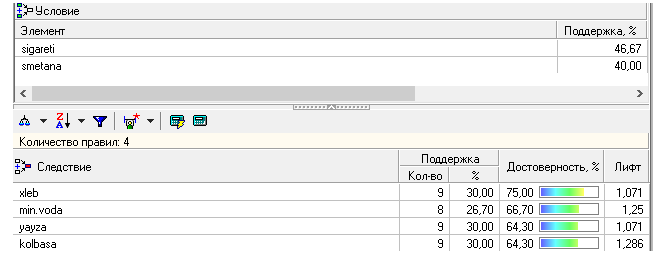 Условие
Элемент Поддержка, %
sigareti 46,67
smetana 40,00
Количество правил: 4
Следствие Поддержка Достоверность, % Лифт
Кол-во %
xleb 9 30,00 75,00 1,071
min.voda 8 26,70 66,70 1,25
yayza 9 30,00 64,30 1,071
kolbasa 9 30,00 64,30 1,286